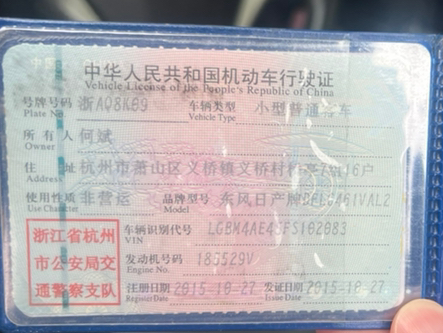 中华人民共和国机动车行驶证
Vehicle License of the People's Republic of China
号牌号码 浙AQ8K69 车辆类型 小型普通客车
Plate No. Vehicle Type
所有人 何斌
Owner
住址 杭州市萧山区义桥镇义桥村
Address
使用性质 非营运 品牌型号 东风日产牌
Use Character Model
浙江省杭州
市公安局交
通警察支队
车辆识别代号
VIN
发动机号码 185529V
Engine No.
注册日期 2015-10-27 发证日期 2015-10-27
Register Date Issue Date